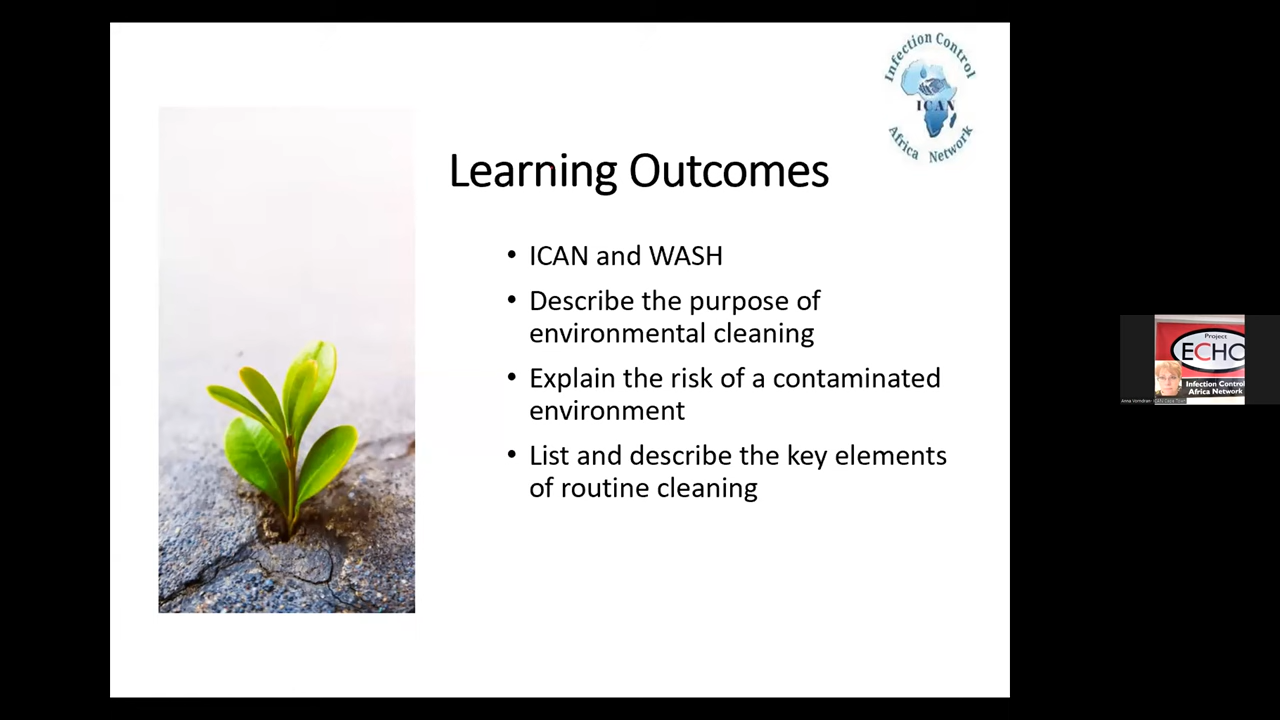 Infection Control
ICAN
Africa Network
Learning Outcomes
• ICAN and WASH
• Describe the purpose of
environmental cleaning
• Explain the risk of a contaminated
environment
• List and describe the key elements
of routine cleaning
Project
ECHO
Infection Control
Africa Network